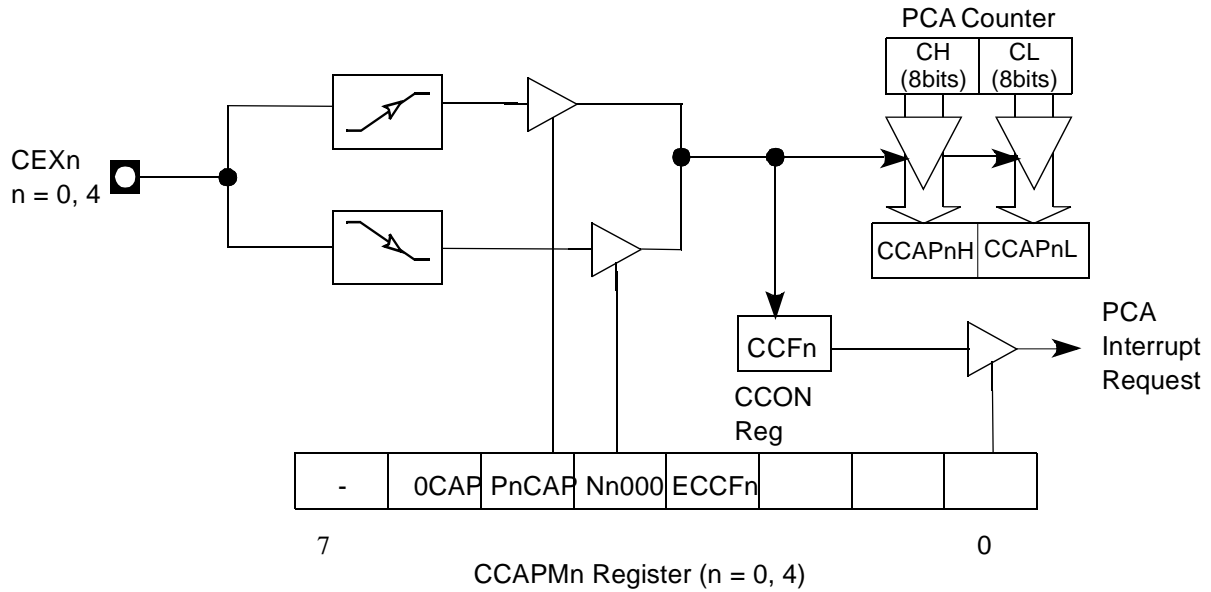 PCA Counter
CH CL
(8bits) (8bits)
CEXn
n = 0, 4
CCAPnH CCAPnL
PCA
Interrupt
Request
CCFn
CCON
Reg
- 0CAP PnCAP Nn000 ECCFn
7 0
CCAPMn Register (n = 0, 4)